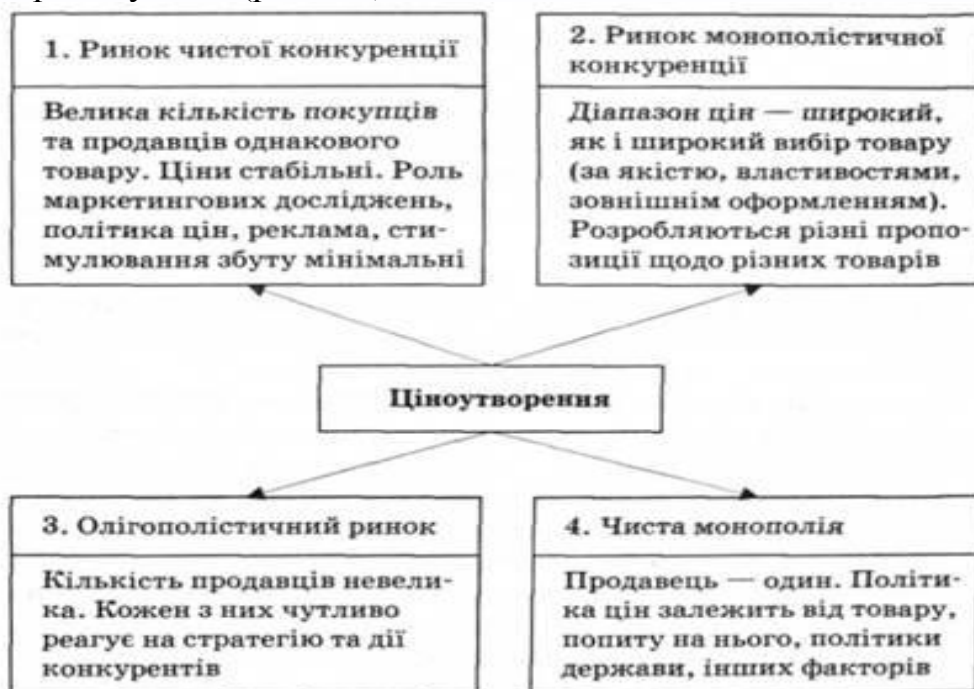 1. Ринок чистої конкуренції
Велика кількість покупців
та продавців однакового
товару. Ціни стабільні. Роль
маркетингових досліджень,
політика цін, реклама, сти-
мулювання збуту мінімальні
2. Ринок монополістичної
конкуренції
Діапазон цін — широкий,
як і широкий вибір товару
(за якістю, властивостями,
зовнішнім оформленням).
Розробляються різні пропо-
зиції щодо різних товарів
Ціноутворення
3. Олігополістичний ринок
Кількість продавців невели-
ка. Кожен з них чутливо
реагує на стратегію та дії
конкурентів
4. Чиста монополія
Продавець — один. Політи-
ка цін залежить від товару,
попиту на нього, політики
держави, інших факторів